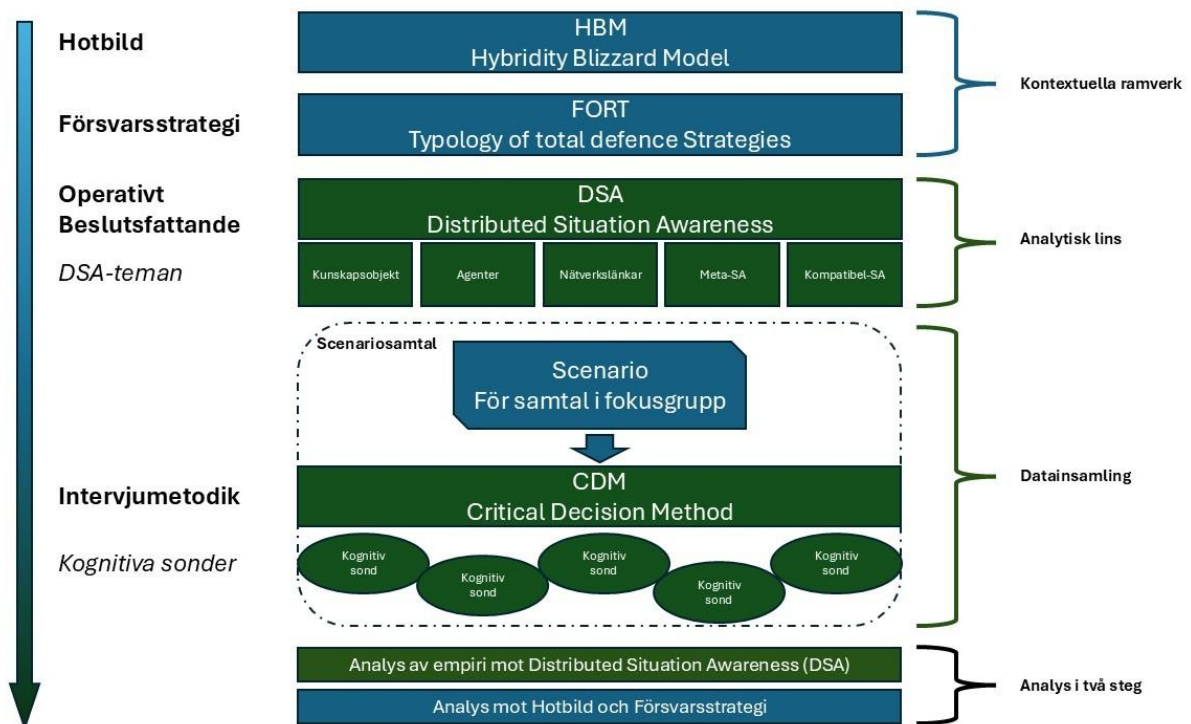 Hotbild
HBM
Hybridity Blizzard Model
Kontextuella ramverk
Försvarsstrategi
FORT
Typology of total defence Strategies
Operativt
Beslutsfattande
DSA-teman
DSA
Distributed Situation Awareness
Kunskapsobjekt
Agenter
Nätverkslänkar
Meta-SA
Kompatibel-SA
Analytisk lins
Scenariosamtal
Scenario
För samtal i fokusgrupp
Intervjumetodik
CDM
Critical Decision Method
Datainsamling
Kognitiva sonder
Kognitiv
sond
Kognitiv
sond
Kognitiv
sond
Kognitiv
sond
Kognitiv
sond
Analys av empiri mot Distributed Situation Awareness (DSA)
Analys mot Hotbild och Försvarsstrategi
Analys i två steg